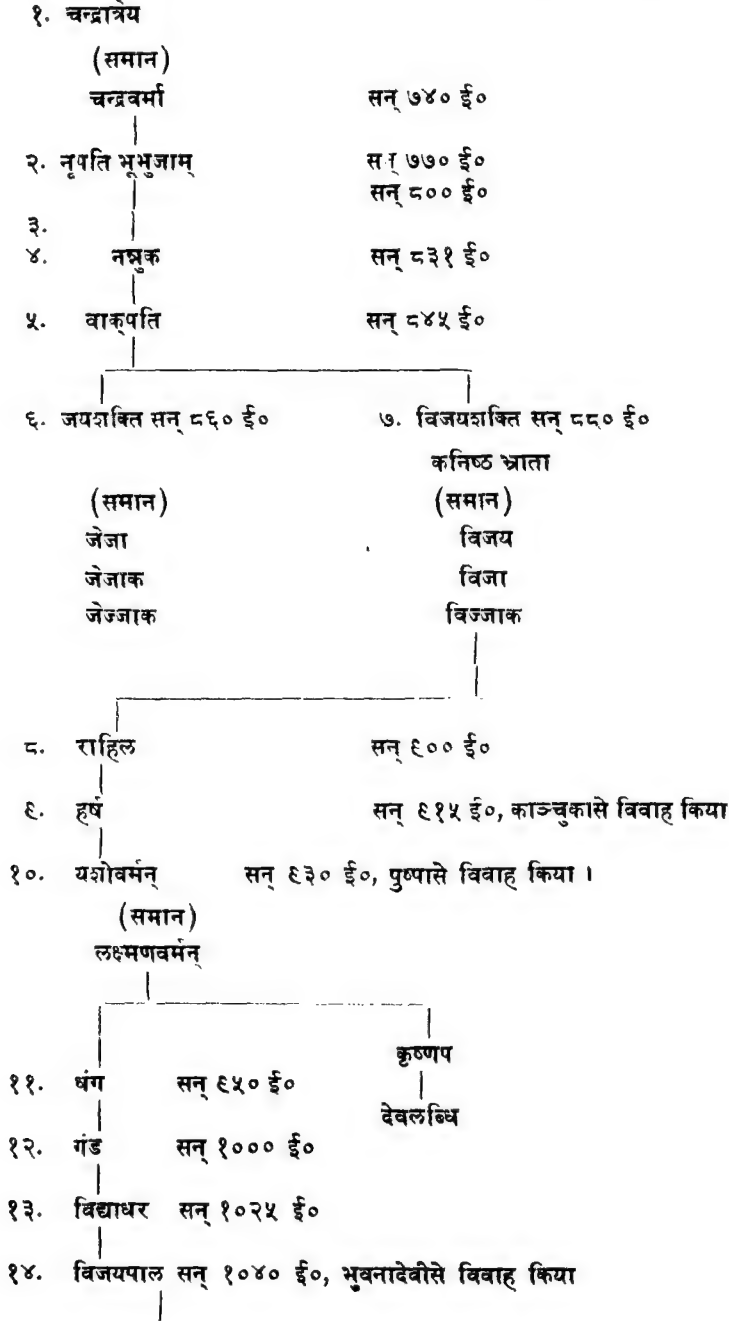 १. चन्द्रात्रेय
(समान)
चन्द्रवर्मा सन् ७४० ई०
२. नृपति भूभुजाम् सन् ७७० ई०
सन् ८०० ई०
३.
४. नन्नुक सन् ८३१ ई०
५. वाक्‌पति सन् ८४५ ई०
६. जयशक्ति सन् ८६० ई० ७. विजयशक्ति सन् ८८० ई०
कनिष्ठ भ्राता
(समान) (समान)
जेजा विजय
जेजाक विजा
जेज्जाक विज्जाक
८. राहिल सन् ९०० ई०
९. हर्ष सन् ९१५ ई०, काञ्चुकासे विवाह किया
१०. यशोवर्मन् सन् ९३० ई०, पुष्पासे विवाह किया ।
(समान)
लक्ष्मणवर्मन्
कृष्णप
११. धंग सन् ९५० ई०
देवलब्धि
१२. गंड सन् १००० ई०
१३. विद्याधर सन् १०२५ ई०
१४. विजयपाल सन् १०४० ई०, भुवनादेवीसे विवाह किया